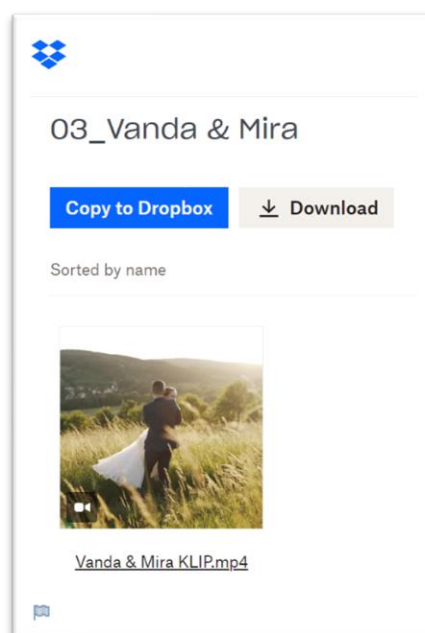 03_Vanda & Mira
Copy to Dropbox
Download
Sorted by name
Vanda & Mira KLIP.mp4